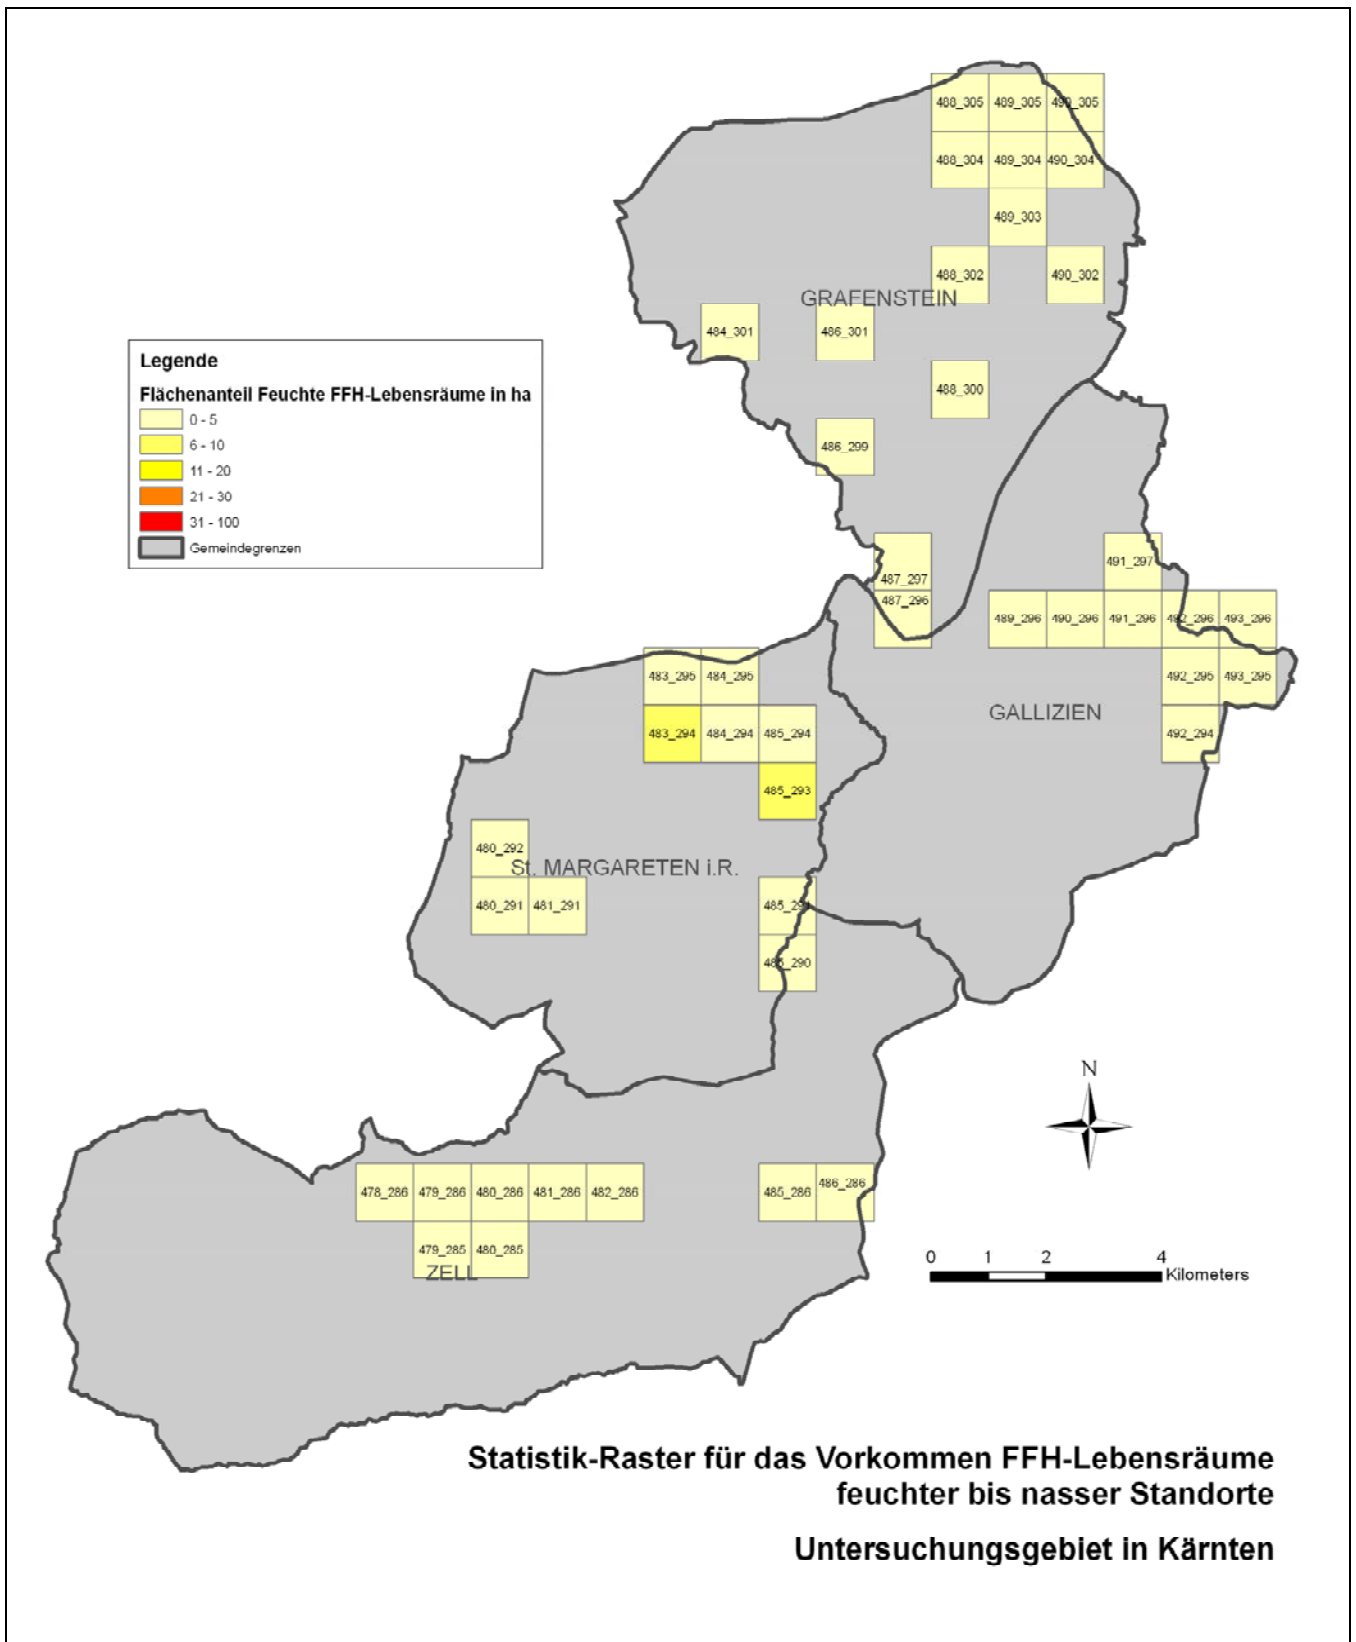 488_305 489_305 490_305
488_304 489_304 490_304
489_303
488_302 490_302
GRAFENSTEIN
484_301 486_301
488_300
486_299
Legende
Flächenanteil Feuchte FFH-Lebensräume in ha
0 - 5
6 - 10
11 - 20
21 - 30
31 - 100
Gemeindegrenzen
491_297
487_297
487_296
489_296 490_296 491_296 492_296 493_296
483_295 484_295 492_295 493_295
GALLIZIEN
483_294 484_294 485_294 492_294
485_293
480_292
St. MARGARETEN i.R.
480_291 481_291 485_291
485_290
N
478_286 479_286 480_286 481_286 482_286 485_286 486_286
479_285 480_285
ZELL
0 1 2 4
Kilometers
Statistik-Raster für das Vorkommen FFH-Lebensräume
feuchter bis nasser Standorte
Untersuchungsgebiet in Kärnten